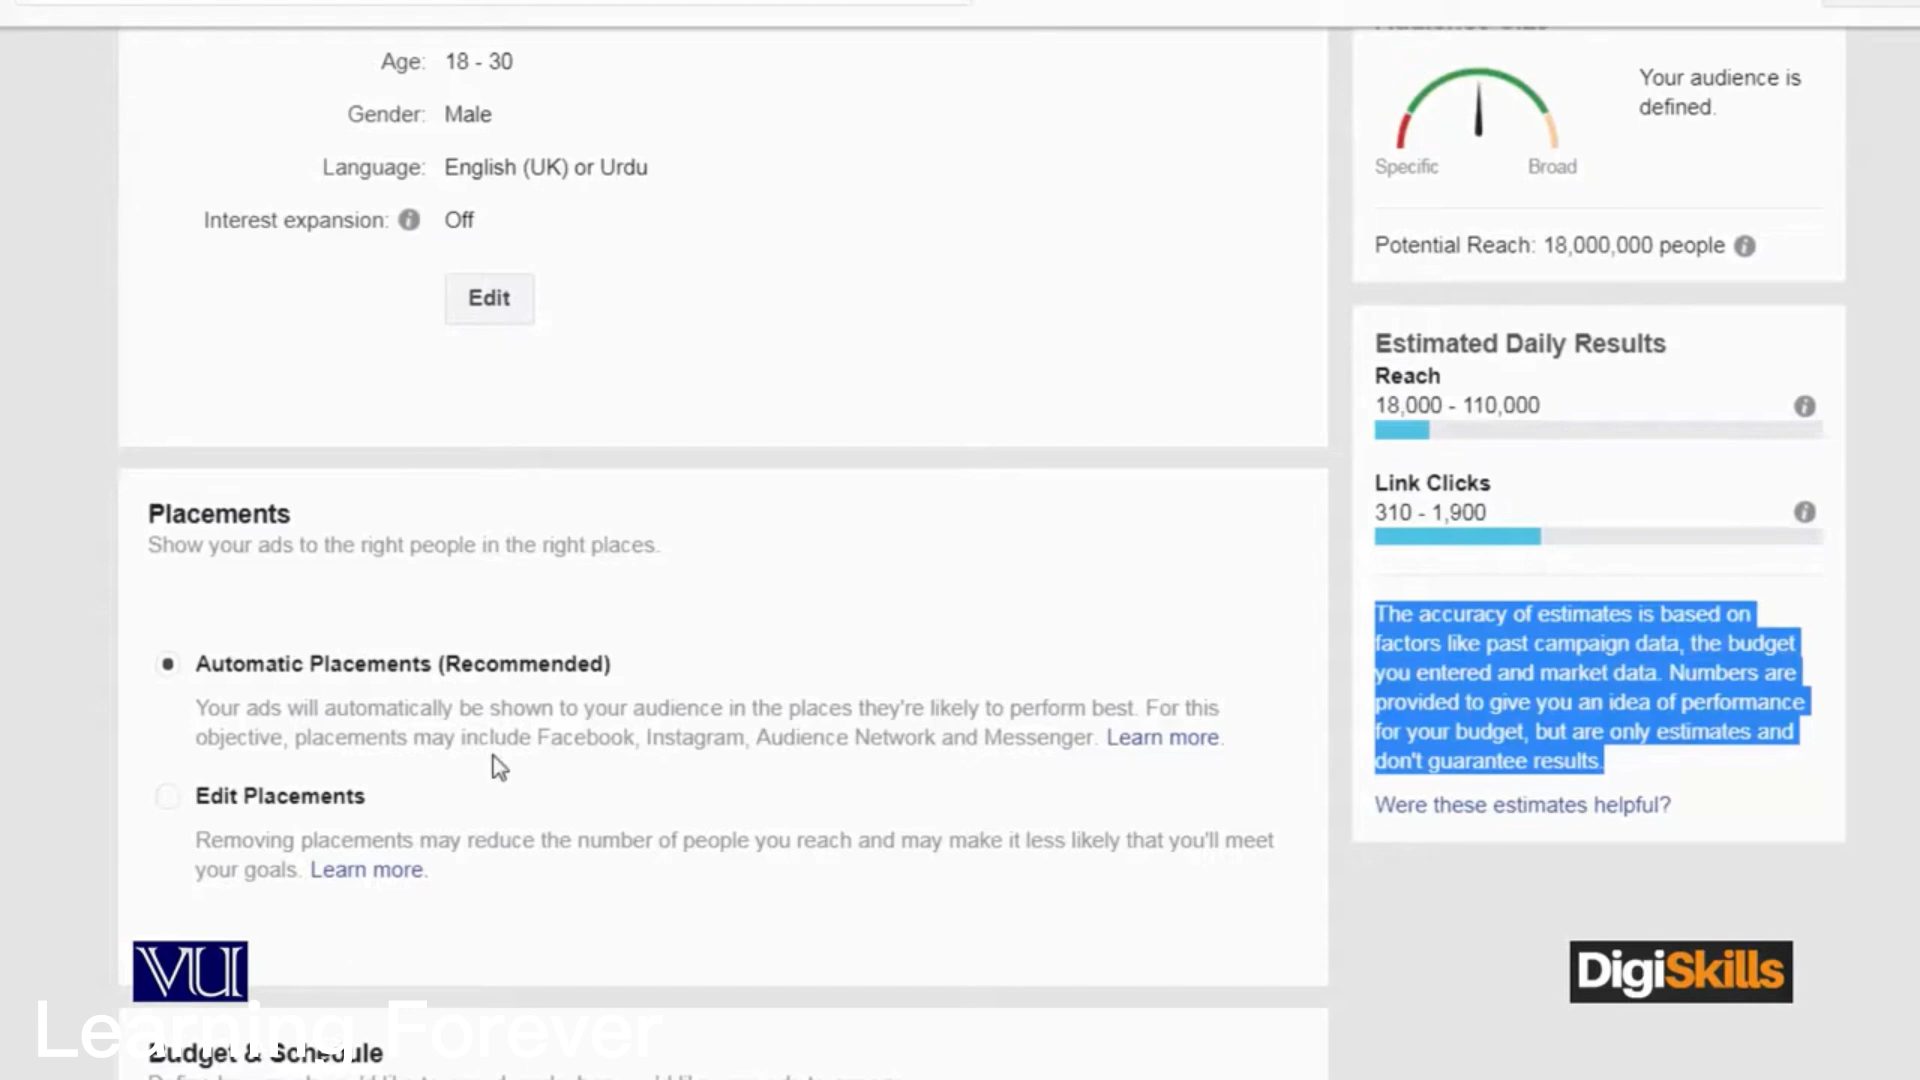 Age: 18 - 30
Gender: Male
Language: English (UK) or Urdu
Interest expansion: Off
Edit
Placements
Show your ads to the right people in the right places.
Automatic Placements (Recommended)
Your ads will automatically be shown to your audience in the places they're likely to perform best. For this
objective, placements may include Facebook, Instagram, Audience Network and Messenger. Learn more.
Edit Placements
Removing placements may reduce the number of people you reach and may make it less likely that you'll meet
your goals. Learn more.
Budget & Schedule
Your audience is
defined.
Specific Broad
Potential Reach: 18,000,000 people
Estimated Daily Results
Reach
18,000 - 110,000
Link Clicks
310 - 1,900
The accuracy of estimates is based on
factors like past campaign data, the budget
you entered and market data. Numbers are
provided to give you an idea of performance
for your budget, but are only estimates and
don't guarantee results.
Were these estimates helpful?
VU
DigiSkills
Learning Forever